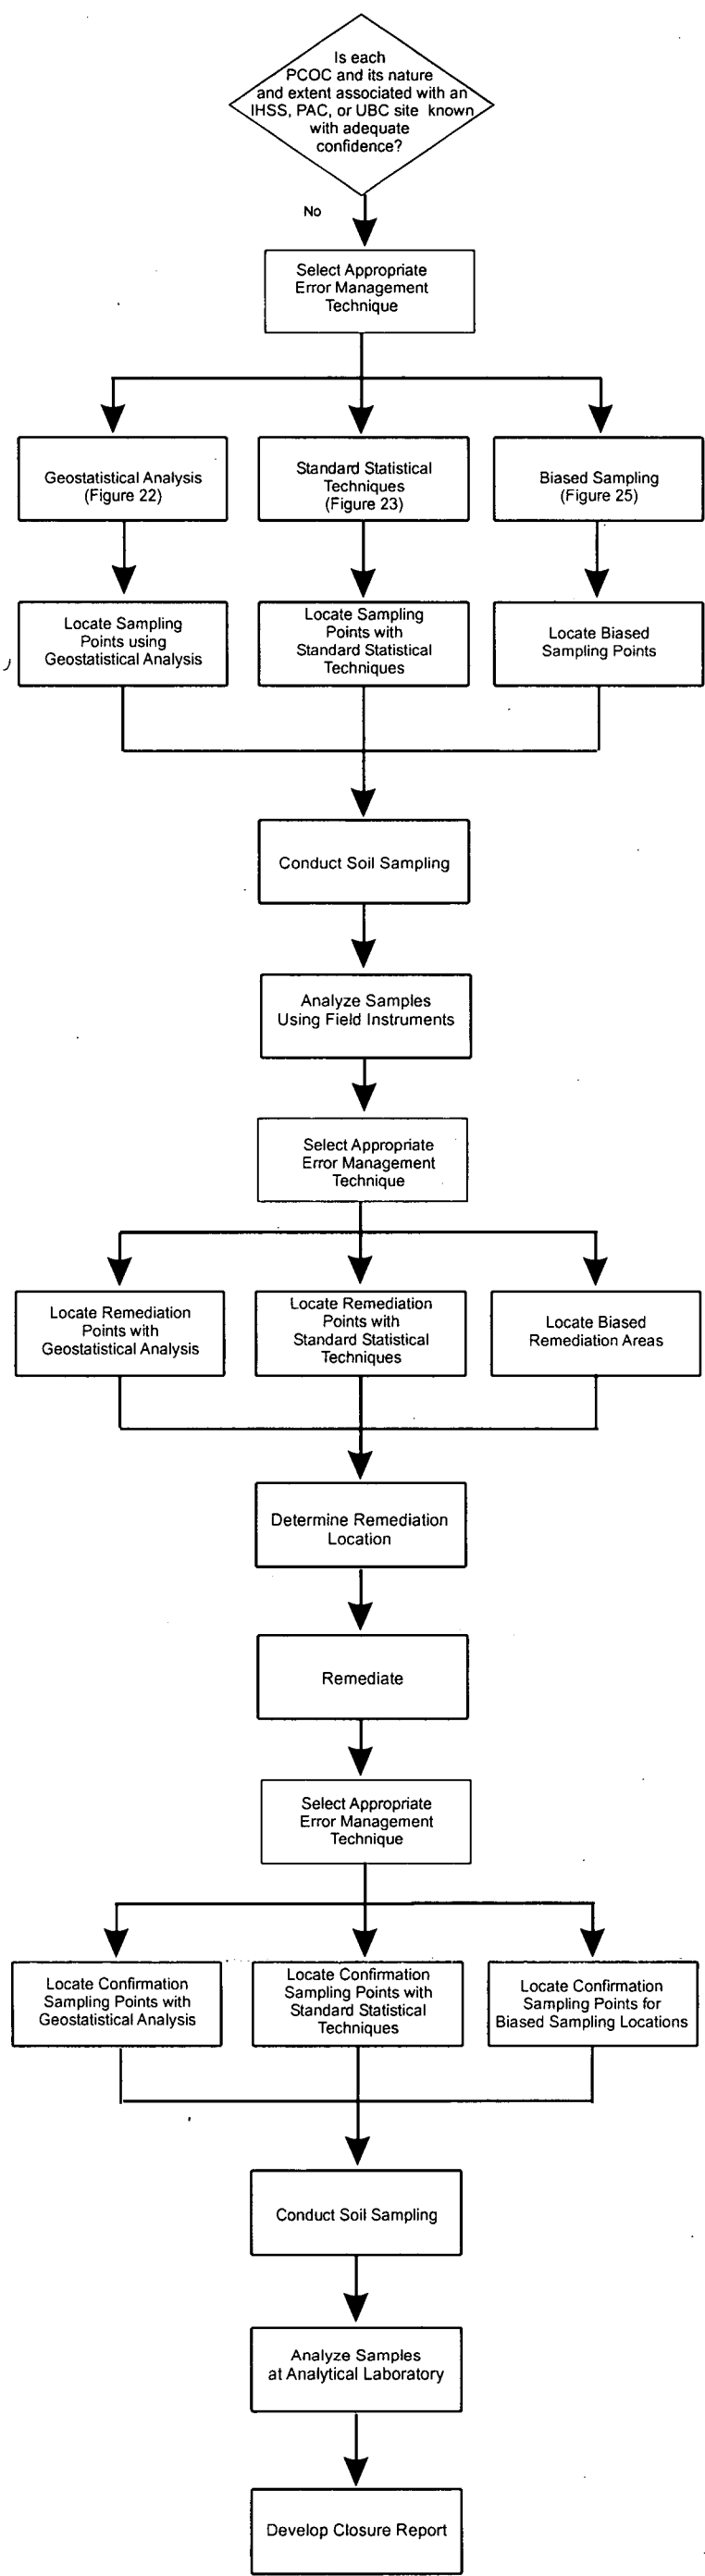 Is each
PCOC and its nature
and extent associated with an
IHSS, PAC, or UBC site known
with adequate
confidence?
No
Select Appropriate
Error Management
Technique
Geostatistical Analysis
(Figure 22)
Standard Statistical
Techniques
(Figure 23)
Biased Sampling
(Figure 25)
Locate Sampling
Points using
Geostatistical Analysis
Locate Sampling
Points with
Standard Statistical
Techniques
Locate Biased
Sampling Points
Conduct Soil Sampling
Analyze Samples
Using Field Instruments
Select Appropriate
Error Management
Technique
Locate Remediation
Points with
Geostatistical Analysis
Locate Remediation
Points with
Standard Statistical
Techniques
Locate Biased
Remediation Areas
Determine Remediation
Location
Remediate
Select Appropriate
Error Management
Technique
Locate Confirmation
Sampling Points with
Geostatistical Analysis
Locate Confirmation
Sampling Points with
Standard Statistical
Techniques
Locate Confirmation
Sampling Points for
Biased Sampling Locations
Conduct Soil Sampling
Analyze Samples
at Analytical Laboratory
Develop Closure Report